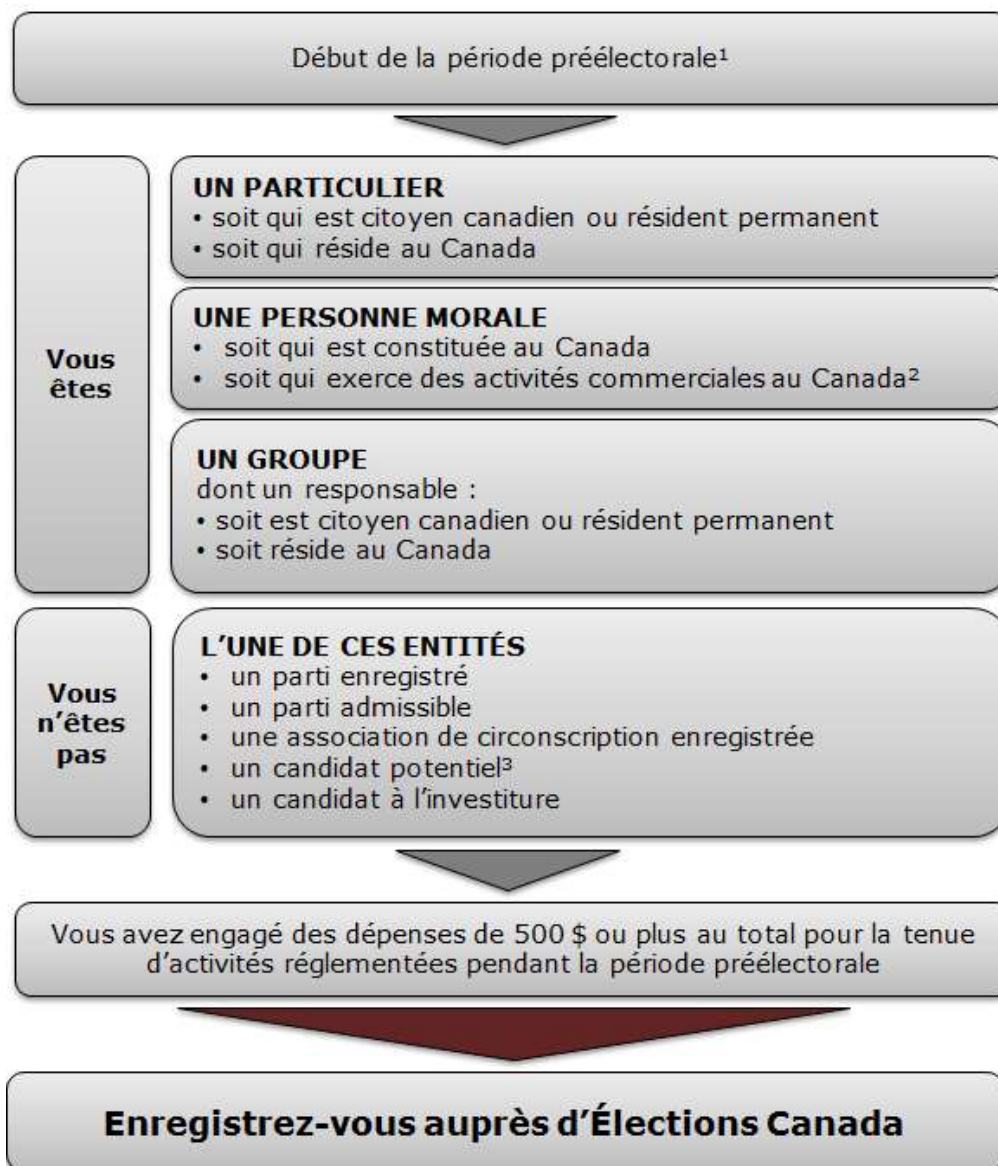 Début de la période préélectorale¹
Vous
êtes
UN PARTICULIER
• soit qui est citoyen canadien ou résident permanent
• soit qui réside au Canada
UNE PERSONNE MORALE
• soit qui est constituée au Canada
• soit qui exerce des activités commerciales au Canada²
UN GROUPE
dont un responsable :
• soit est citoyen canadien ou résident permanent
• soit réside au Canada
Vous
n’êtes
pas
L’UNE DE CES ENTITÉS
• un parti enregistré
• un parti admissible
• une association de circonscription enregistrée
• un candidat potentiel³
• un candidat à l’investiture
Vous avez engagé des dépenses de 500 $ ou plus au total pour la tenue
d’activités réglementées pendant la période préélectorale
Enregistrez-vous auprès d’Élections Canada